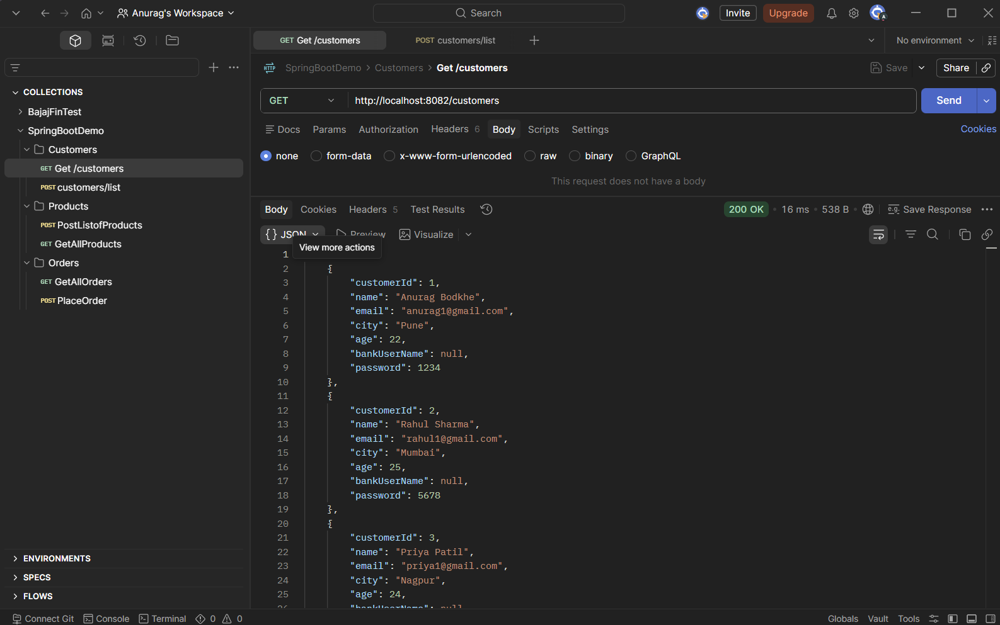 Anurag's Workspace
Search
Invite
Upgrade
GET Get /customers
POST customers/list
No environment
HTTP SpringBootDemo > Customers > Get /customers
Save
Share
COLLECTIONS
BajajFinTest
SpringBootDemo
Customers
GET Get /customers
POST customers/list
Products
POST PostListofProducts
GET GetAllProducts
Orders
GET GetAllOrders
POST PlaceOrder
ENVIRONMENTS
SPECS
FLOWS
GET
http://localhost:8082/customers
Send
Docs Params Authorization Headers 6 Body Scripts Settings
Cookies
none form-data x-www-form-urlencoded raw binary GraphQL
This request does not have a body
Body Cookies Headers 5 Test Results
200 OK • 16 ms • 538 B •
e.g. Save Response
{} JSON Preview Visualize
View more actions
1
2 {
3 "customerId": 1,
4 "name": "Anurag Bodkhe",
5 "email": "anurag1@gmail.com",
6 "city": "Pune",
7 "age": 22,
8 "bankUserName": null,
9 "password": 1234
10 },
11 {
12 "customerId": 2,
13 "name": "Rahul Sharma",
14 "email": "rahul1@gmail.com",
15 "city": "Mumbai",
16 "age": 25,
17 "bankUserName": null,
18 "password": 5678
19 },
20 {
21 "customerId": 3,
22 "name": "Priya Patil",
23 "email": "priya1@gmail.com",
24 "city": "Nagpur",
25 "age": 24,
26 "bankUserName": null
Connect Git Console Terminal 0 0
Globals Vault Tools